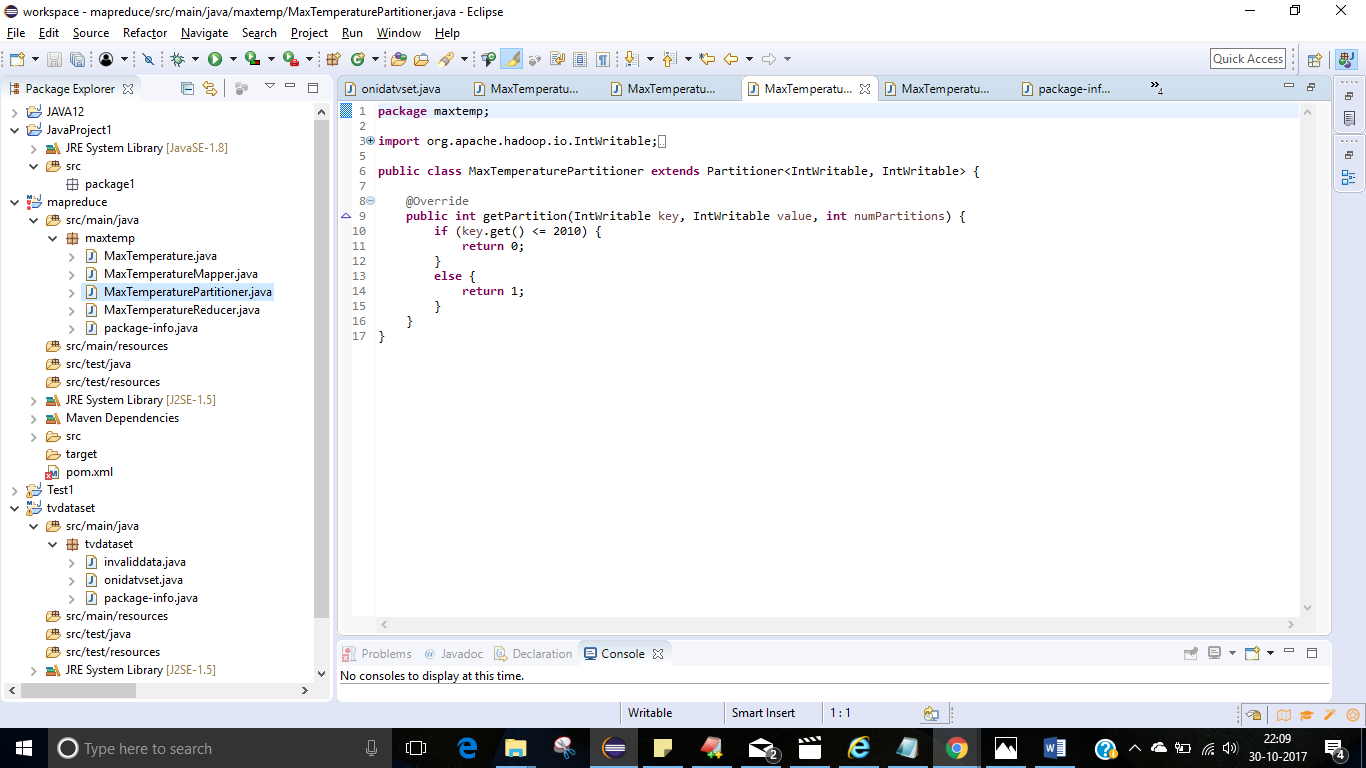 workspace - mapreduce/src/main/java/maxtemp/MaxTemperaturePartitioner.java - Eclipse
File Edit Source Refactor Navigate Search Project Run Window Help
Quick Access
Package Explorer
onidatvset.java MaxTemperatu... MaxTemperatu... MaxTemperatu... MaxTemperatu... package-inf... »4
JAVA12
JavaProject1
JRE System Library [JavaSE-1.8]
src
package1
mapreduce
src/main/java
maxtemp
MaxTemperature.java
MaxTemperatureMapper.java
MaxTemperaturePartitioner.java
MaxTemperatureReducer.java
package-info.java
src/main/resources
src/test/java
src/test/resources
JRE System Library [J2SE-1.5]
Maven Dependencies
src
target
pom.xml
Test1
tvdataset
src/main/java
tvdataset
invaliddata.java
onidatvset.java
package-info.java
src/main/resources
src/test/java
src/test/resources
JRE System Library [J2SE-1.5]
1 package maxtemp;
2
3 import org.apache.hadoop.io.IntWritable;
5
6 public class MaxTemperaturePartitioner extends Partitioner<IntWritable, IntWritable> {
7
8 @Override
9 public int getPartition(IntWritable key, IntWritable value, int numPartitions) {
10 if (key.get() <= 2010) {
11 return 0;
12 }
13 else {
14 return 1;
15 }
16 }
17 }
Problems @ Javadoc Declaration Console
No consoles to display at this time.
Writable Smart Insert 1 : 1
Type here to search
2
22:09
30-10-2017
4